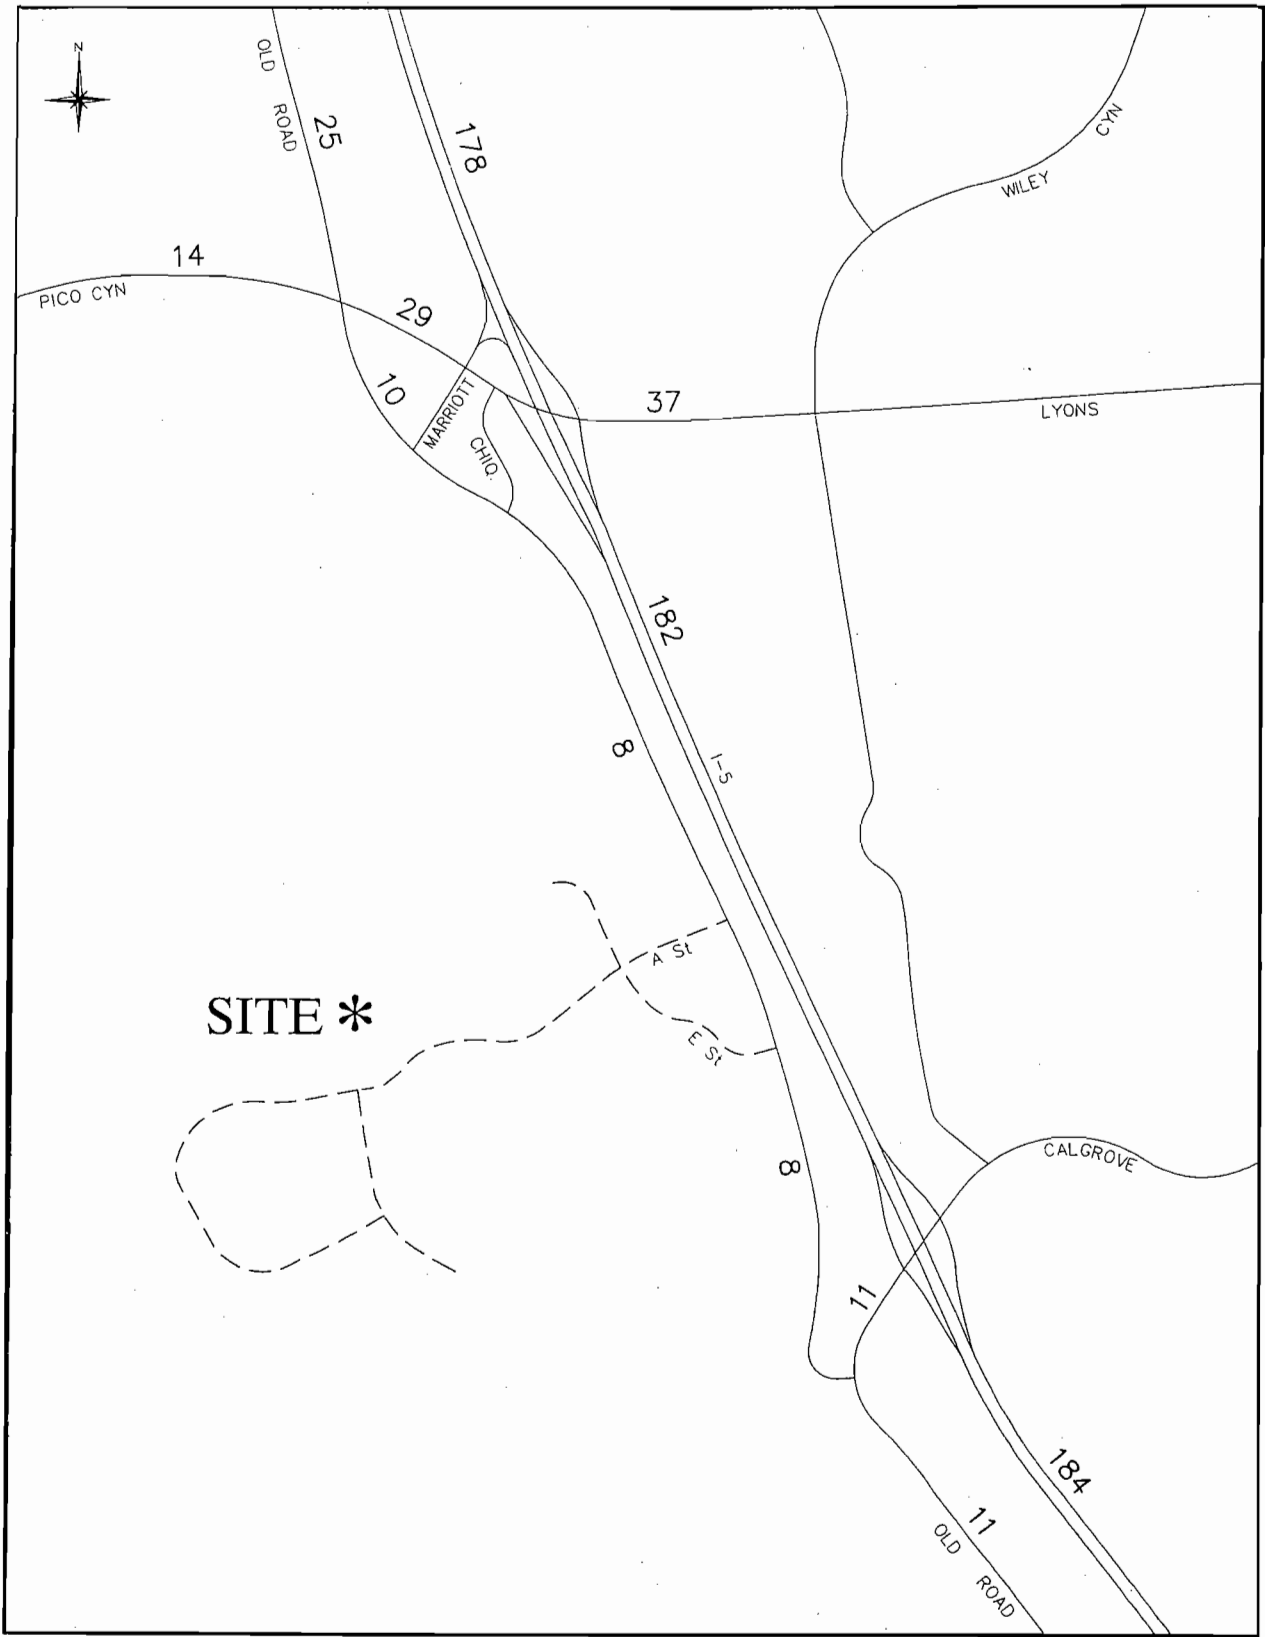 N
OLD ROAD
25
178
CYN
WILEY
14
PICO CYN
29
10
MARRIOTT
CHIQ.
37
LYONS
182
8
I-5
A St
SITE *
E St
8
CALGROVE
11
184
11
OLD ROAD